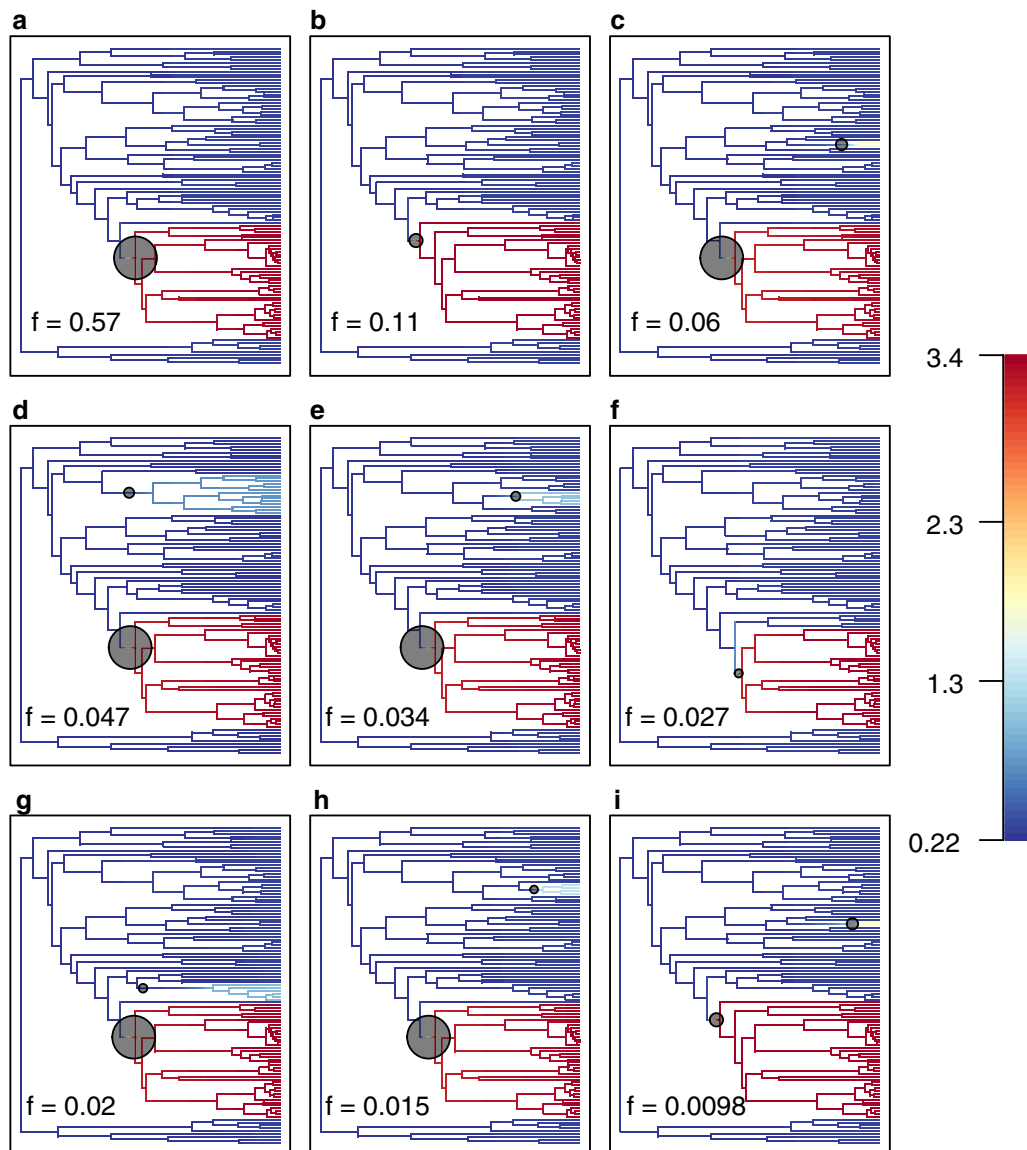 a
b
c
f = 0.57
f = 0.11
f = 0.06
3.4
2.3
1.3
0.22
d
e
f
f = 0.047
f = 0.034
f = 0.027
g
h
i
f = 0.02
f = 0.015
f = 0.0098